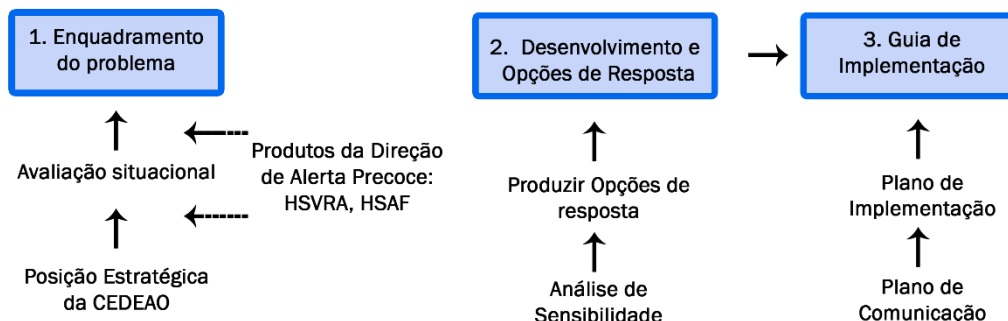 1. Enquadramento
do problema
Avaliação situacional
Posição Estratégica
da CEDEAO
Produtos da Direção
de Alerta Precoce:
HSVRA, HSAF
2. Desenvolvimento e
Opções de Resposta
Produzir Opções de
resposta
Análise de
Sensibilidade
3. Guia de
Implementação
Plano de
Implementação
Plano de
Comunicação